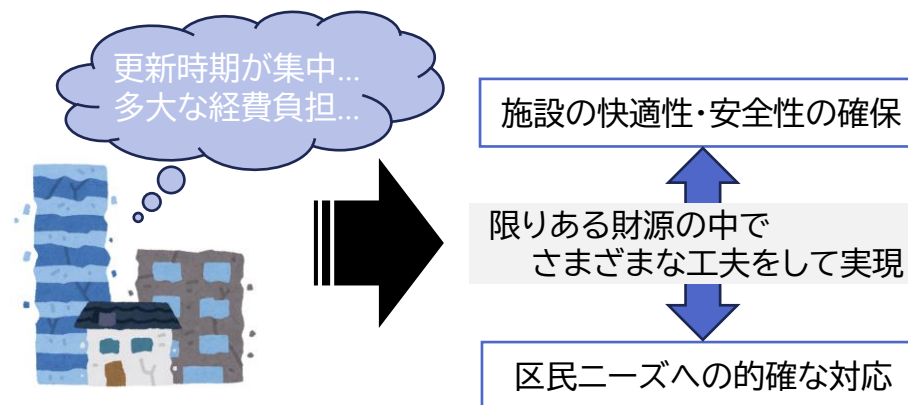 更新時期が集中…
多大な経費負担…
施設の快適性・安全性の確保
限りある財源の中で
さまざまな工夫をして実現
区民ニーズへの的確な対応